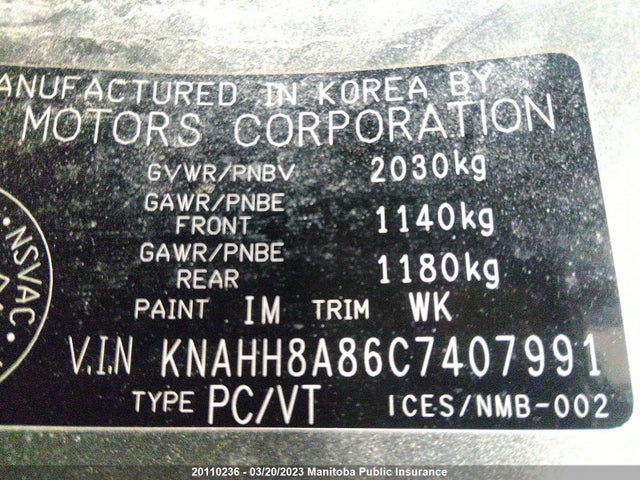 ANUFACTURED IN KOREA BY
MOTORS CORPORATION
GVWR/PNBV 2030kg
GAWR/PNBE FRONT 1140kg
GAWR/PNBE REAR 1180kg
PAINT IM TRIM WK
V.I.N KNAHH8A86C7407991
TYPE PC/VT ICES/NMB-002
NSVAC
20110236 - 03/20/2023 Manitoba Public Insurance